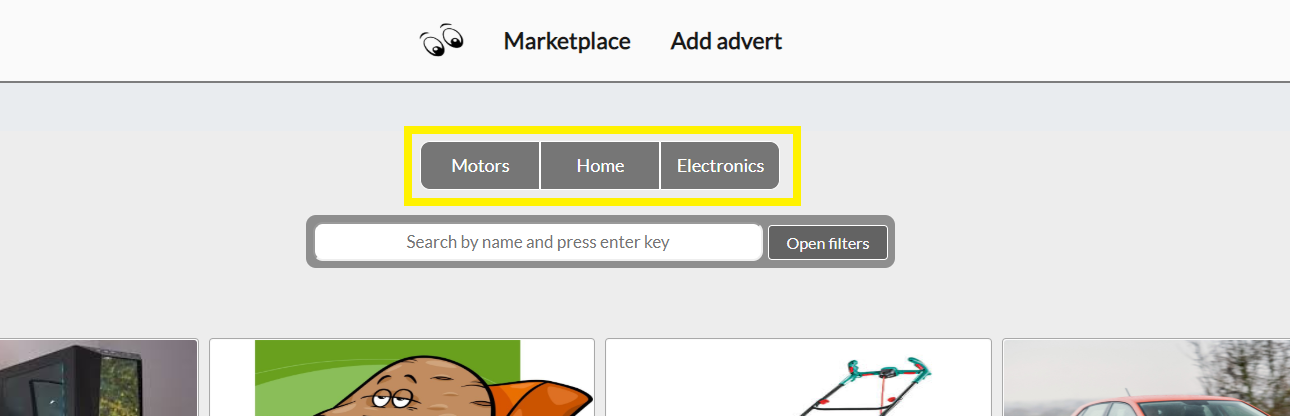 Marketplace Add advert
Motors Home Electronics
Search by name and press enter key Open filters